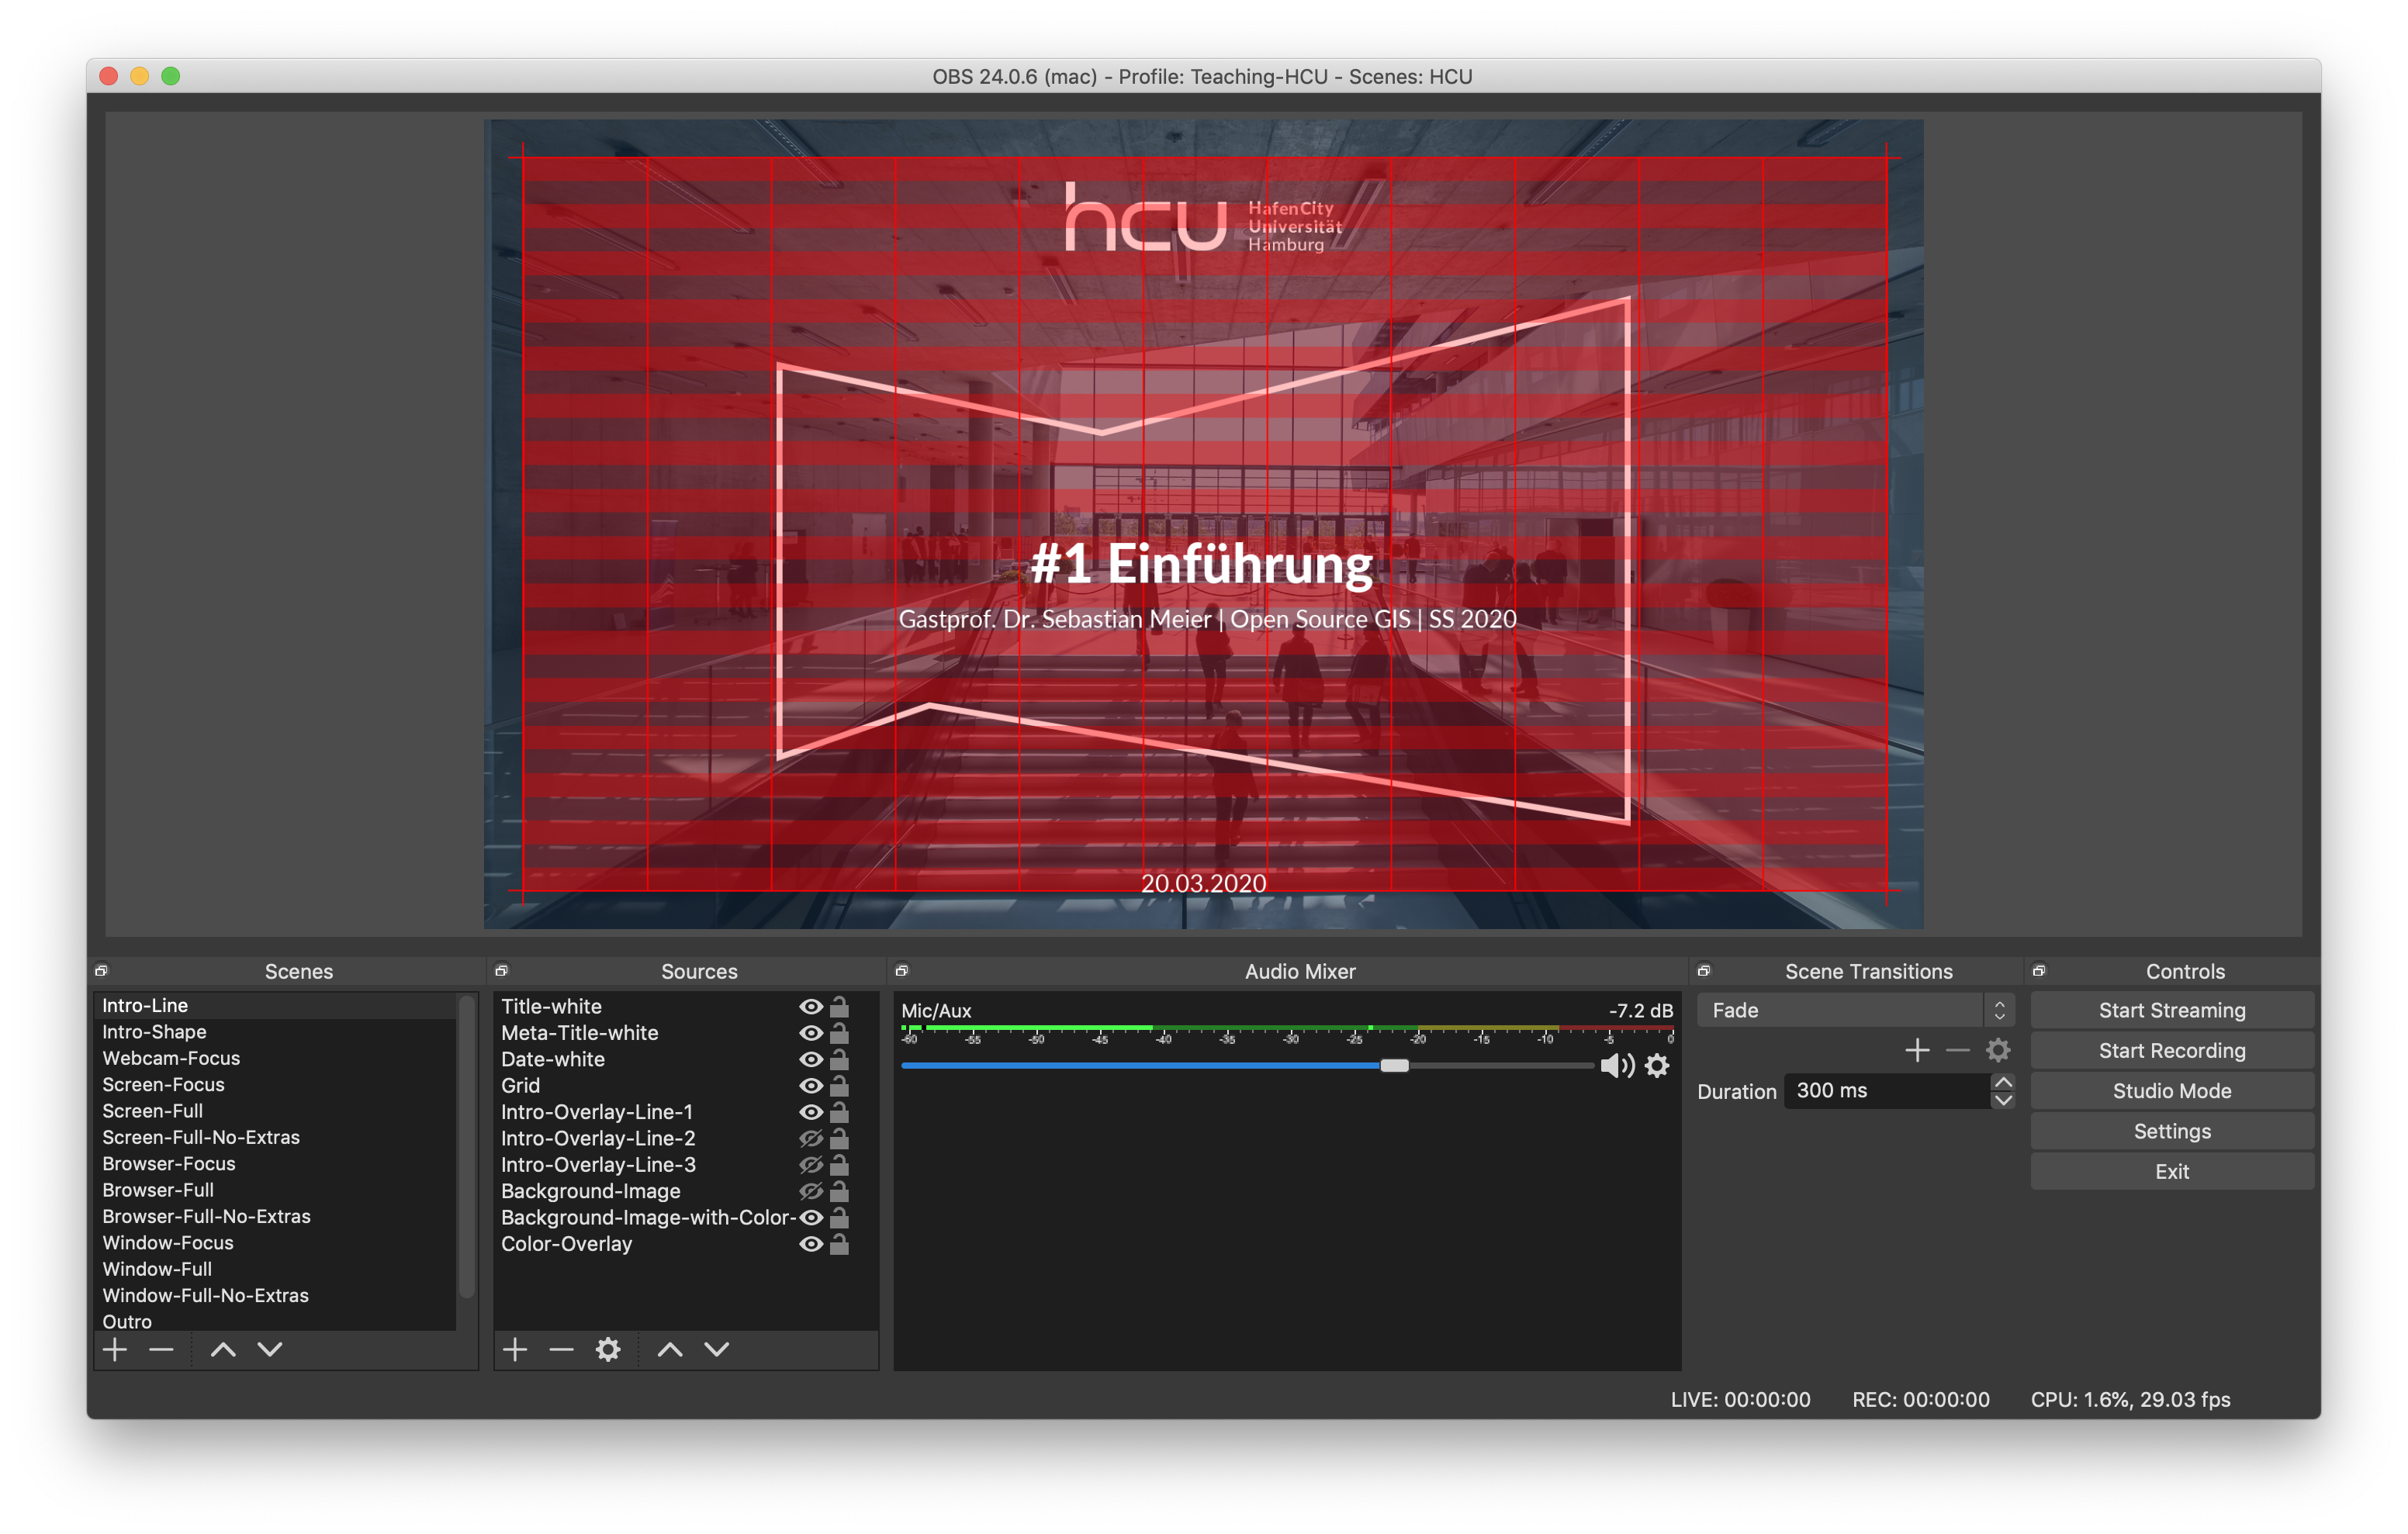 OBS 24.0.6 (mac) - Profile: Teaching-HCU - Scenes: HCU
hcu
HafenCity
Universität
Hamburg
#1 Einführung
Gastprof. Dr. Sebastian Meier | Open Source GIS | SS 2020
20.03.2020
Scenes
Intro-Line
Intro-Shape
Webcam-Focus
Screen-Focus
Screen-Full
Screen-Full-No-Extras
Browser-Focus
Browser-Full
Browser-Full-No-Extras
Window-Focus
Window-Full
Window-Full-No-Extras
Outro
Sources
Title-white
Meta-Title-white
Date-white
Grid
Intro-Overlay-Line-1
Intro-Overlay-Line-2
Intro-Overlay-Line-3
Background-Image
Background-Image-with-Color-
Color-Overlay
Audio Mixer
Mic/Aux
-7.2 dB
-60 -55 -50 -45 -40 -35 -30 -25 -20 -15 -10 -5 0
Scene Transitions
Fade
Duration 300 ms
Controls
Start Streaming
Start Recording
Studio Mode
Settings
Exit
LIVE: 00:00:00 REC: 00:00:00 CPU: 1.6%, 29.03 fps